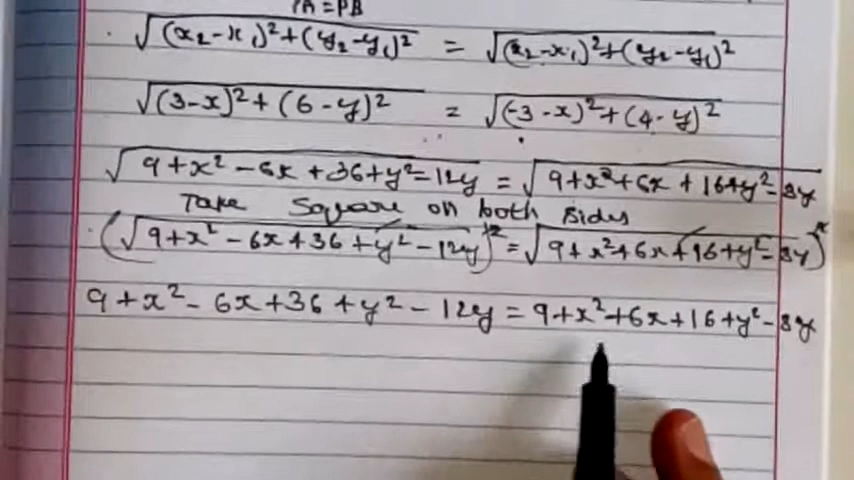 PA = PB
√(x₂-x₁)²+(y₂-y₁)² = √(x₂-x₁)²+(y₂-y₁)²
√(3-x)²+(6-y)² = √(-3-x)²+(4-y)²
√9+x²-6x+36+y²-12y = √9+x²+6x+16+y²-8y
Take Square on both sides
(√9+x²-6x+36+y²-12y)² = √9+x²+6x+16+y²-8y)²
9+x²-6x+36+y²-12y = 9+x²+6x+16+y²-8y